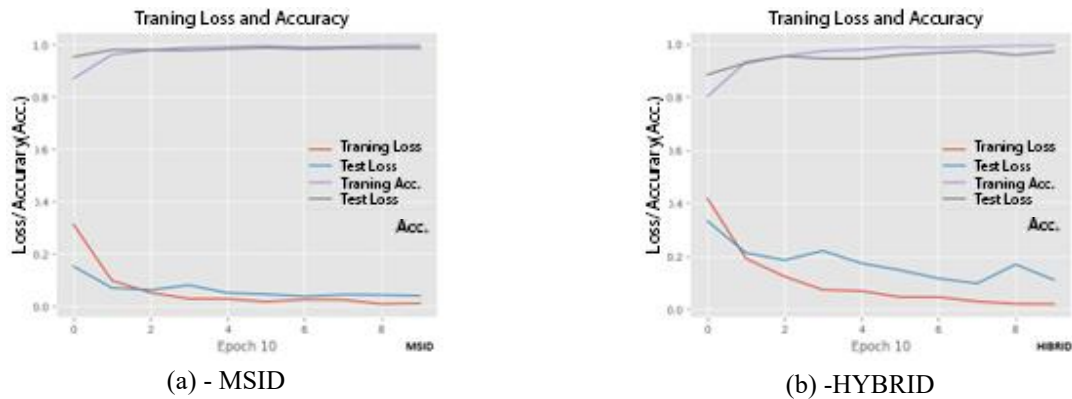 Traning Loss and Accuracy
Loss/Accurary(Acc.)
1.0
0.8
0.6
0.4
0.2
0.0
Traning Loss
Test Loss
Traning Acc.
Test Loss
Acc.
0 2 4 6 8
Epoch 10
MSID
(a) - MSID
Traning Loss and Accuracy
Loss/Accurary(Acc.)
1.0
0.8
0.6
0.4
0.2
0.0
Traning Loss
Test Loss
Traning Acc.
Test Loss
Acc.
0 2 4 6 8
Epoch 10
HIBRID
(b) -HYBRID